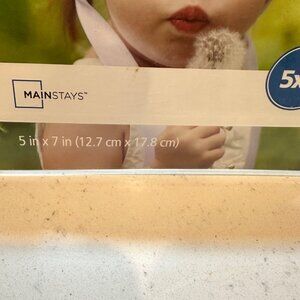 5x
MAINSTAYS™
5 in x 7 in (12.7 cm x 17.8 cm)